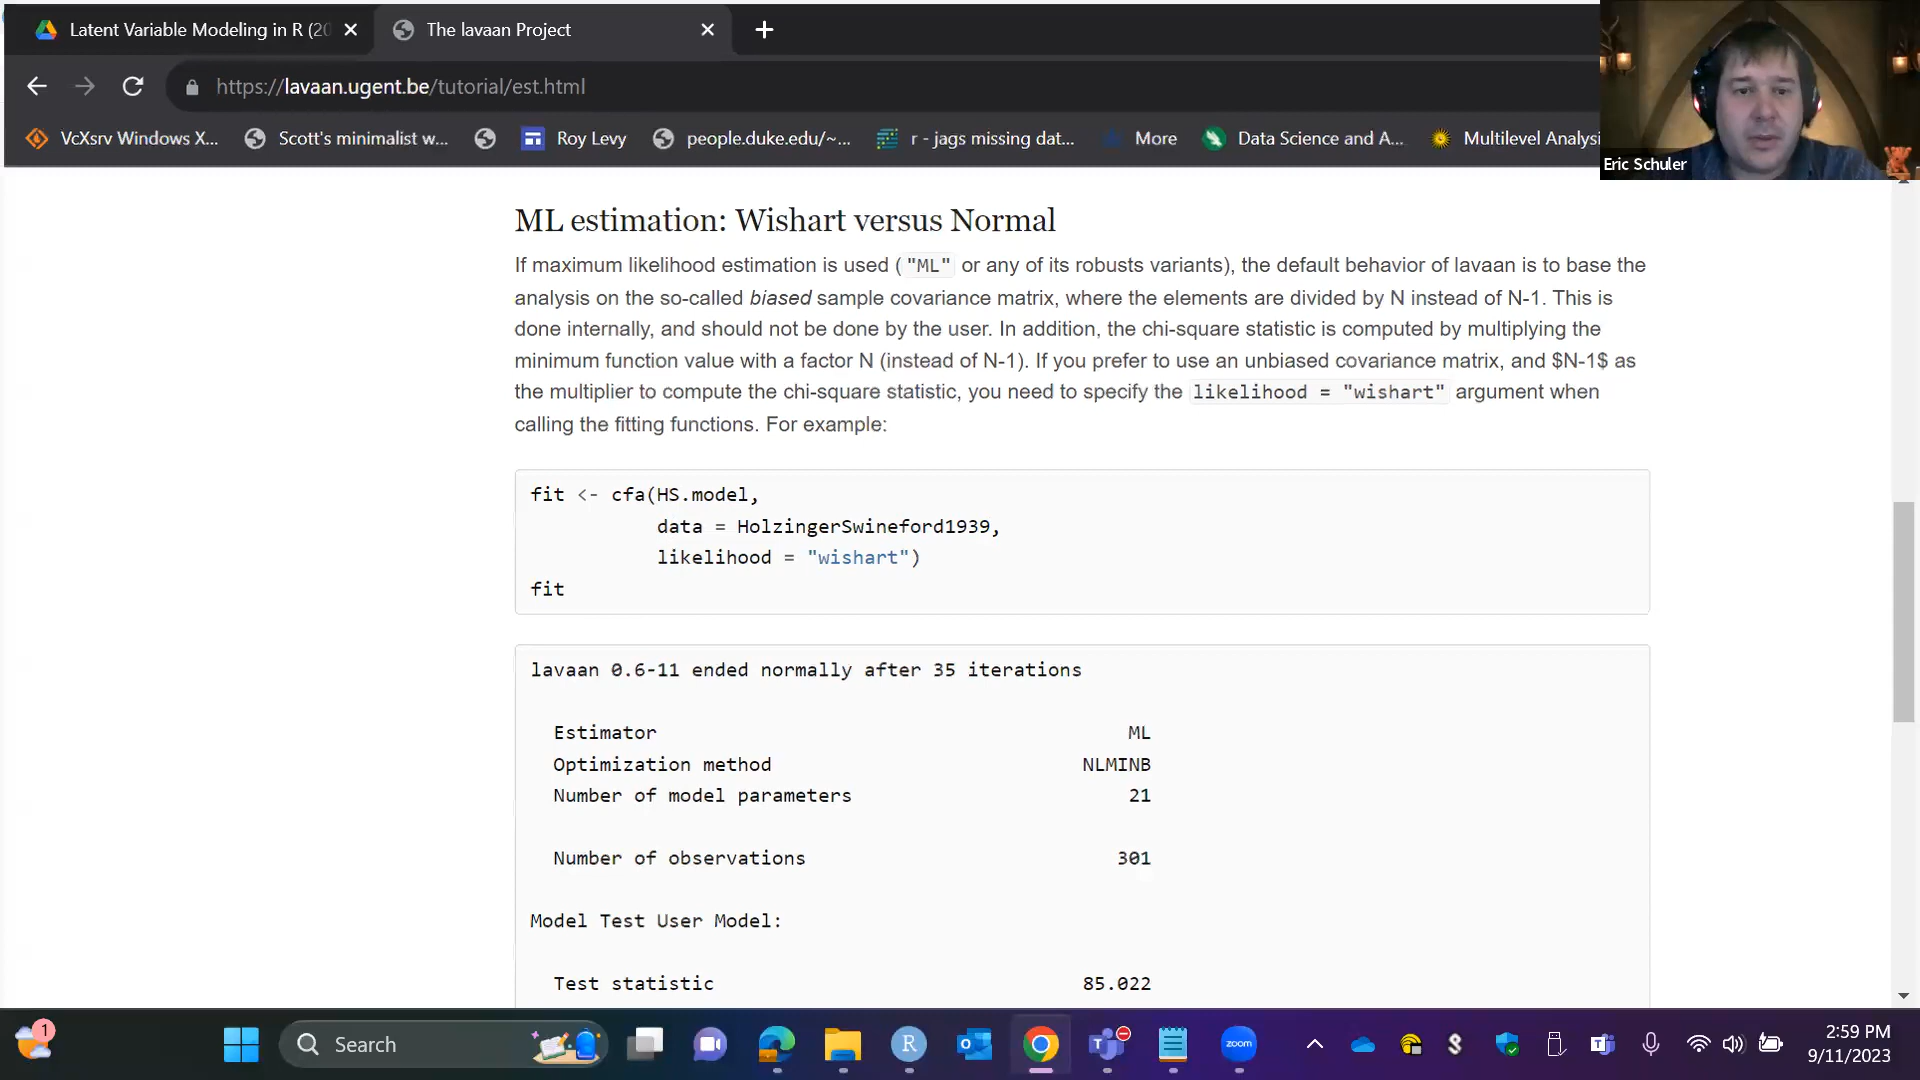 Latent Variable Modeling in R (20
The lavaan Project
https://lavaan.ugent.be/tutorial/est.html
VcXsrv Windows X...
Scott's minimalist w...
Roy Levy
people.duke.edu/~...
r - jags missing dat...
More
Data Science and A...
Multilevel Analysi
Eric Schuler
ML estimation: Wishart versus Normal
If maximum likelihood estimation is used ( "ML" or any of its robusts variants), the default behavior of lavaan is to base the
analysis on the so-called biased sample covariance matrix, where the elements are divided by N instead of N-1. This is
done internally, and should not be done by the user. In addition, the chi-square statistic is computed by multiplying the
minimum function value with a factor N (instead of N-1). If you prefer to use an unbiased covariance matrix, and $N-1$ as
the multiplier to compute the chi-square statistic, you need to specify the likelihood = "wishart" argument when
calling the fitting functions. For example:
fit <- cfa(HS.model,
data = HolzingerSwineford1939,
likelihood = "wishart")
fit
lavaan 0.6-11 ended normally after 35 iterations
Estimator ML
Optimization method NLMINB
Number of model parameters 21
Number of observations 301
Model Test User Model:
Test statistic 85.022
1
Search
R
zoom
2:59 PM
9/11/2023